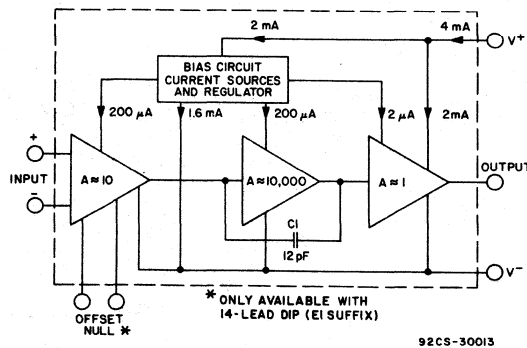 2 mA
4 mA
V+
BIAS CIRCUIT
CURRENT SOURCES
AND REGULATOR
200 μA
1.6 mA
200 μA
2 μA
2mA
+
INPUT
-
A ≈ 10
A ≈ 10,000
A ≈ 1
OUTPUT
C1
12 pF
V-
OFFSET
NULL *
* ONLY AVAILABLE WITH
14-LEAD DIP (E1 SUFFIX)
92CS-30013